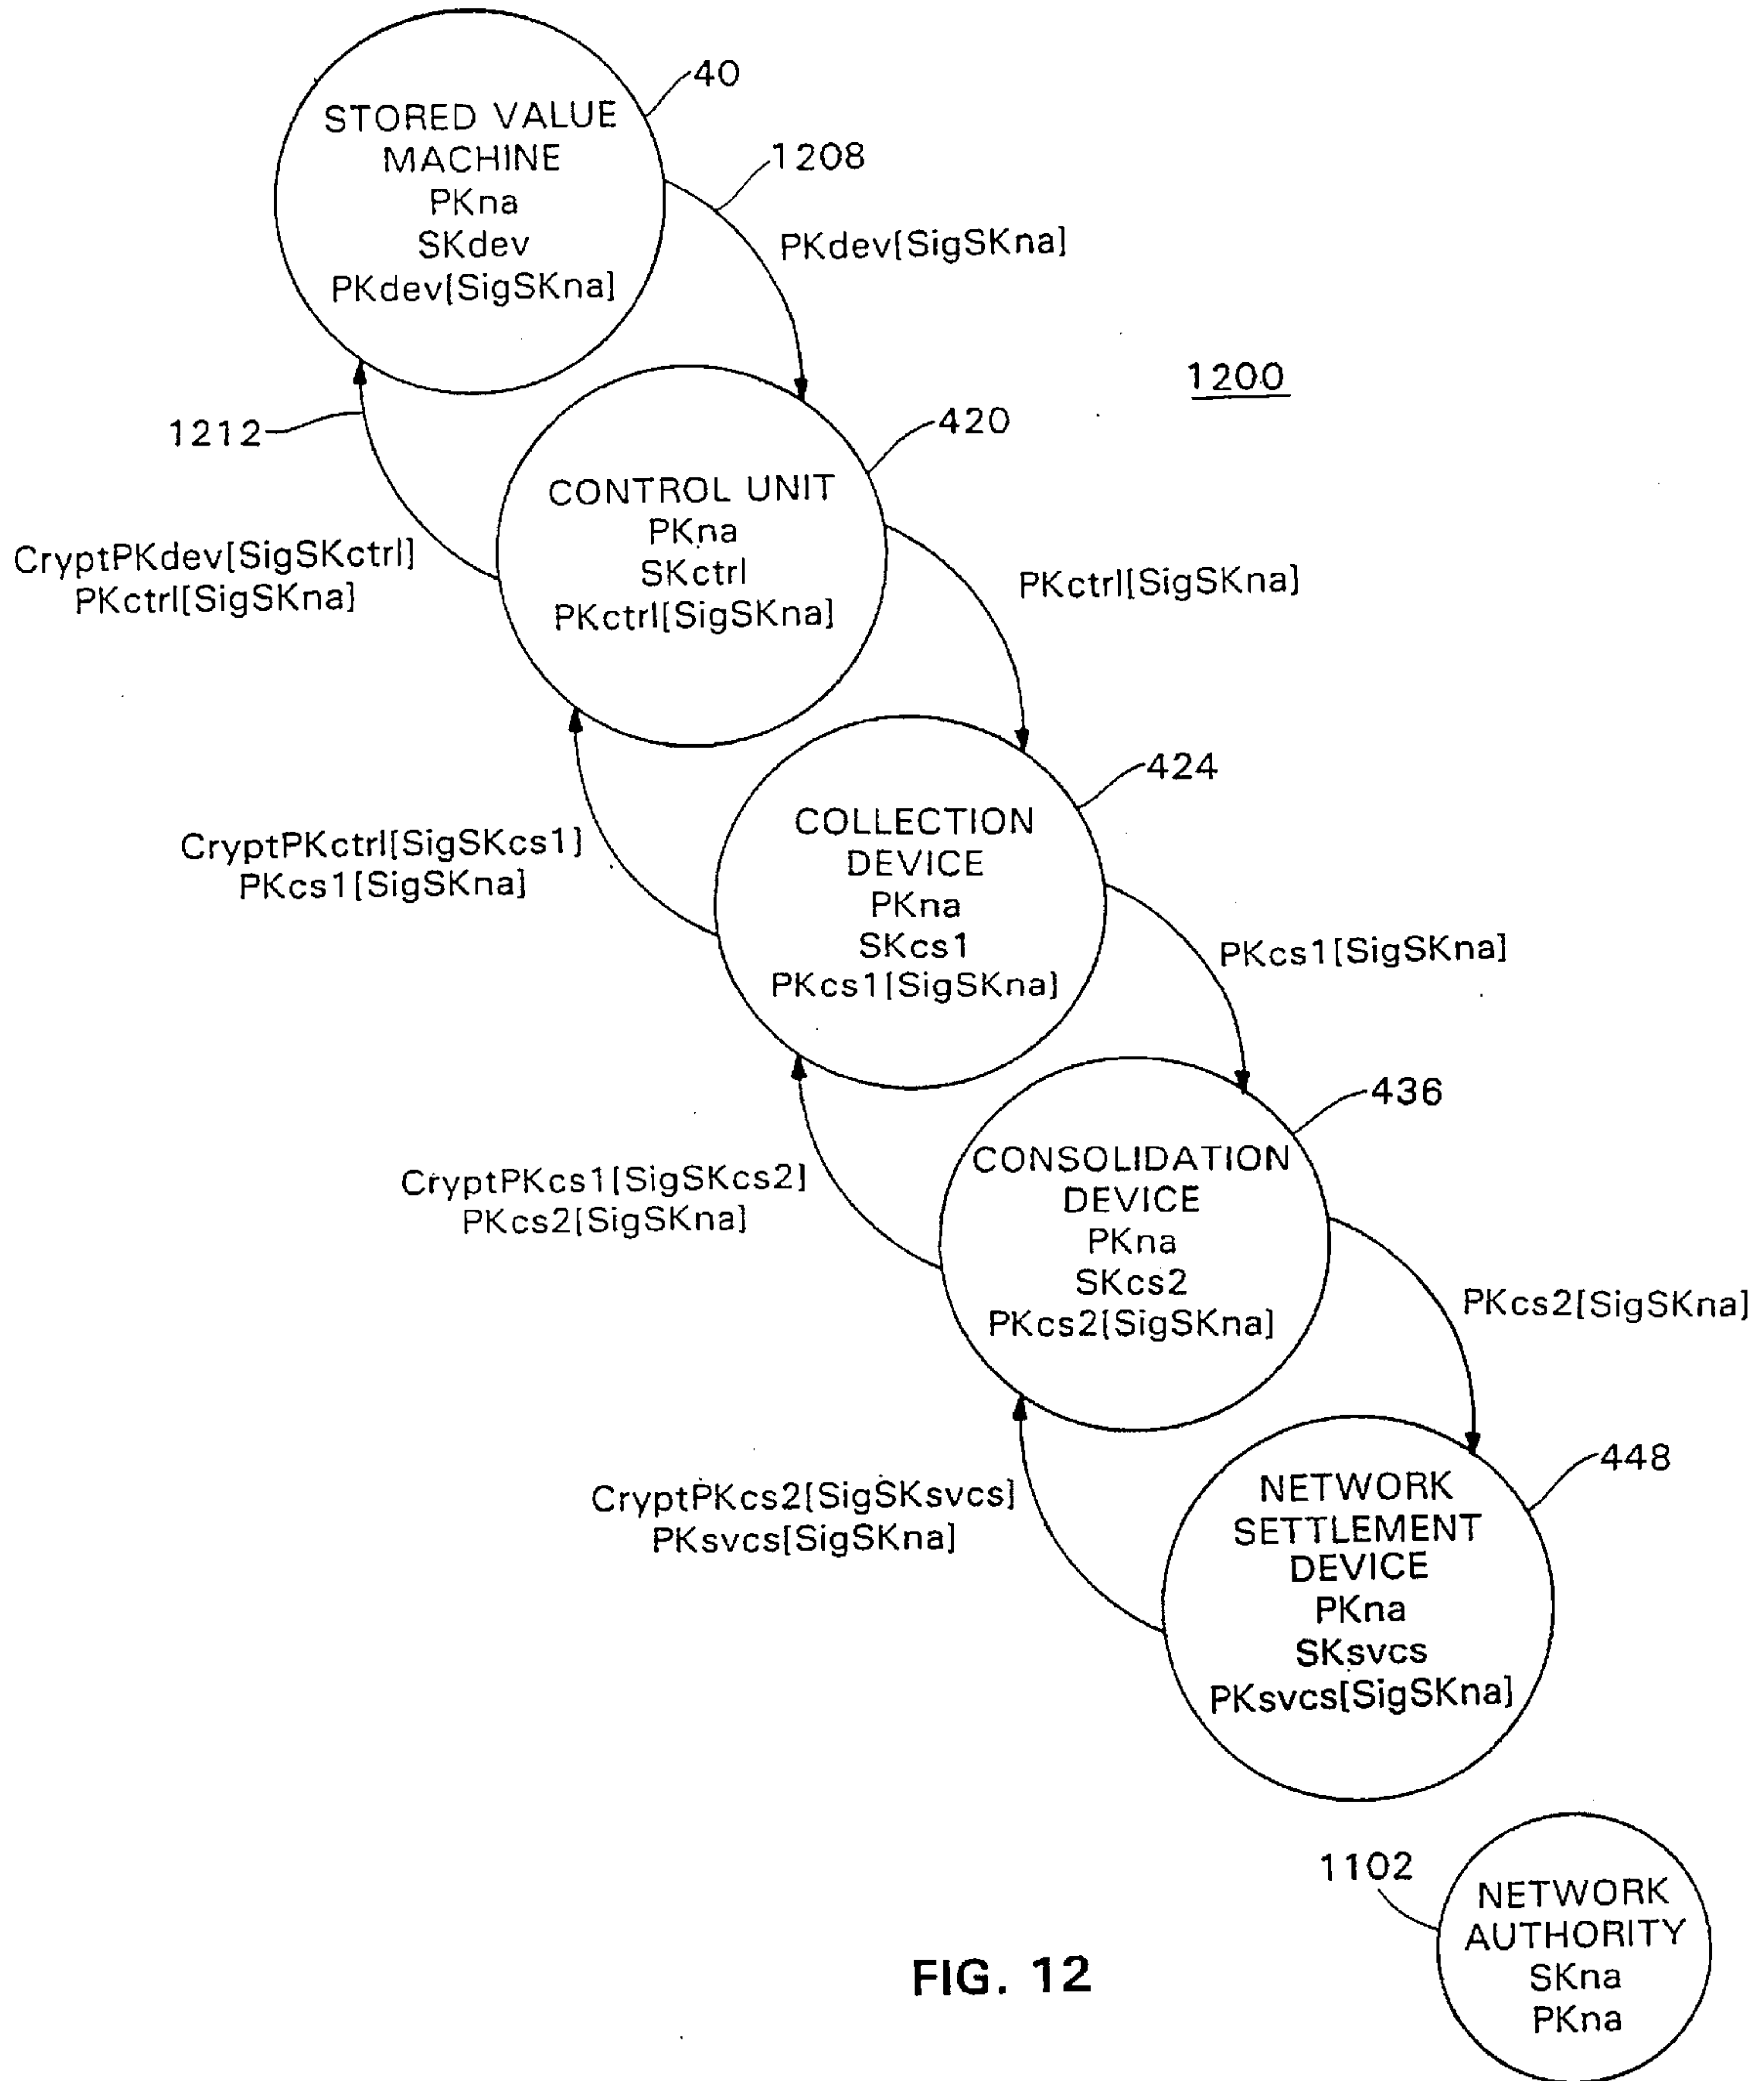 40
STORED VALUE
MACHINE
PKna
SKdev
PKdev[SigSKna]
1208
PKdev[SigSKna]
1200
1212
420
CONTROL UNIT
PKna
SKctrl
PKctrl[SigSKna]
CryptPKdev[SigSKctrl]
PKctrl[SigSKna]
PKctrl[SigSKna]
424
COLLECTION
DEVICE
PKna
SKcs1
PKcs1[SigSKna]
CryptPKctrl[SigSKcs1]
PKcs1[SigSKna]
PKcs1[SigSKna]
436
CONSOLIDATION
DEVICE
PKna
SKcs2
PKcs2[SigSKna]
CryptPKcs1[SigSKcs2]
PKcs2[SigSKna]
PKcs2[SigSKna]
448
NETWORK
SETTLEMENT
DEVICE
PKna
SKsvcs
PKsvcs[SigSKna]
CryptPKcs2[SigSKsvcs]
PKsvcs[SigSKna]
1102
NETWORK
AUTHORITY
SKna
PKna
FIG. 12